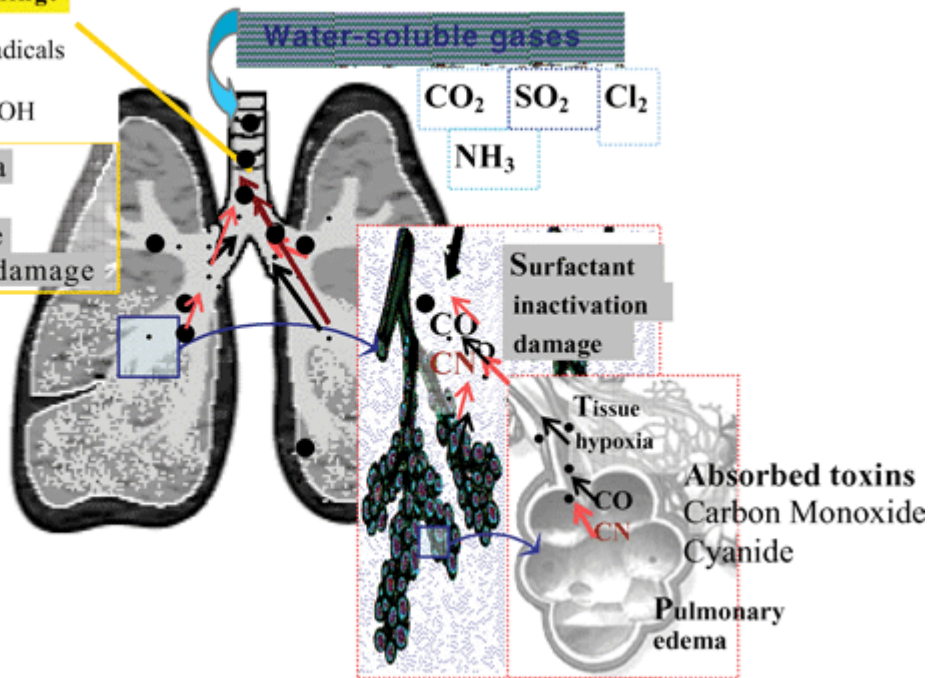 adicals
OH
a
e
damage
Water-soluble gases
CO₂ SO₂ Cl₂
NH₃
Surfactant
inactivation
damage
CO
CN
Tissue
hypoxia
CO
CN
Absorbed toxins
Carbon Monoxide
Cyanide
Pulmonary
edema